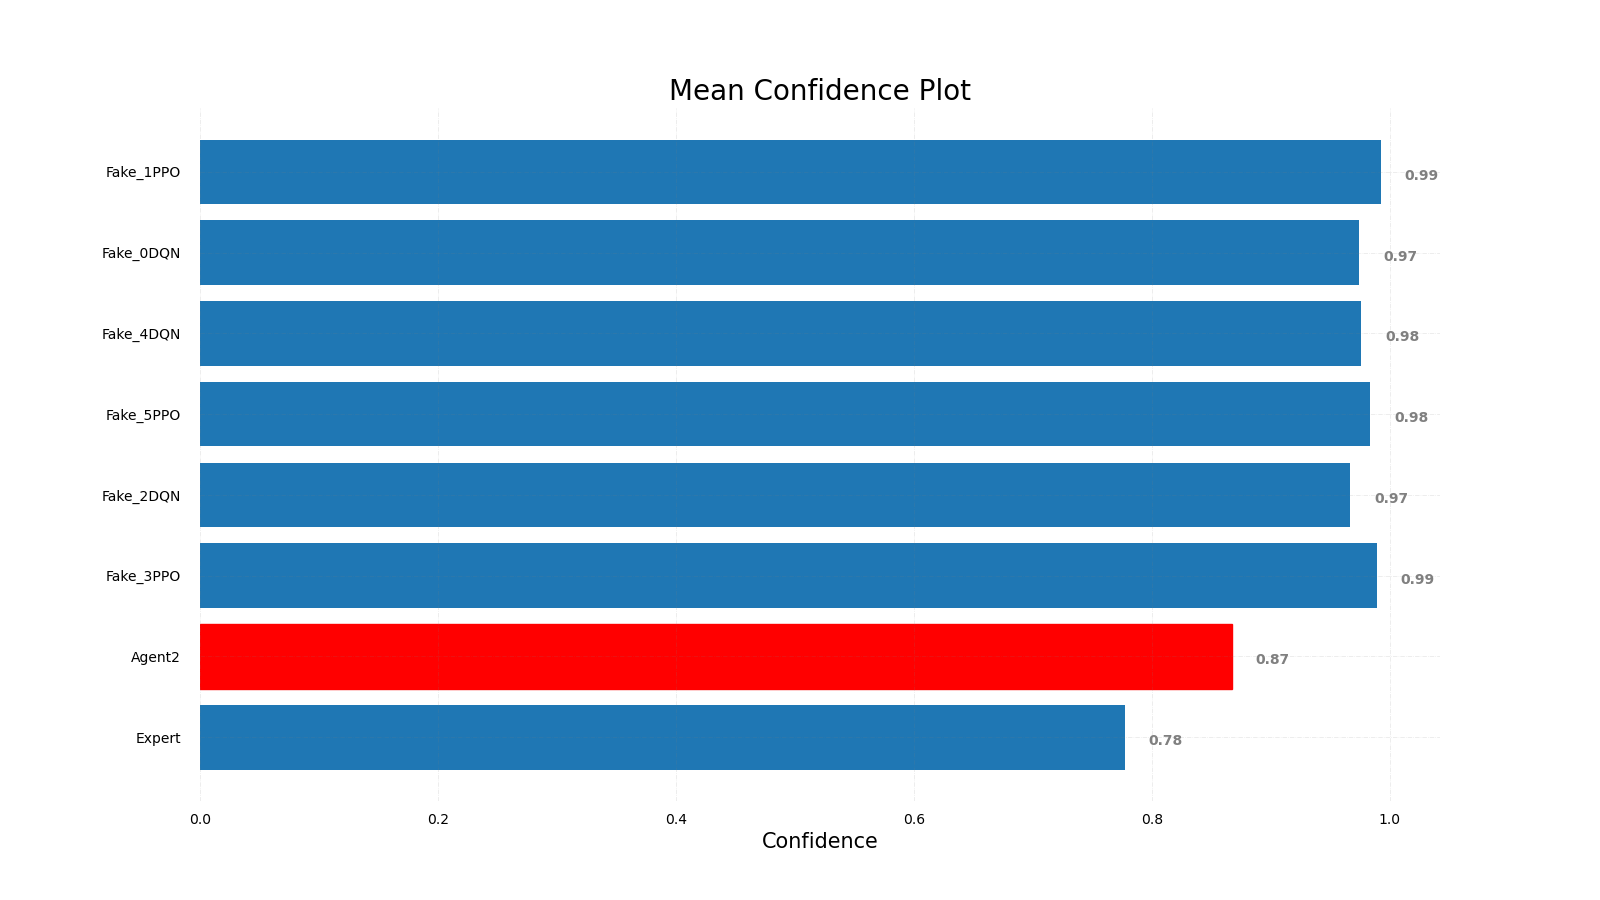 Mean Confidence Plot
Fake_1PPO 0.99
Fake_0DQN 0.97
Fake_4DQN 0.98
Fake_5PPO 0.98
Fake_2DQN 0.97
Fake_3PPO 0.99
Agent2 0.87
Expert 0.78
0.0 0.2 0.4 0.6 0.8 1.0
Confidence